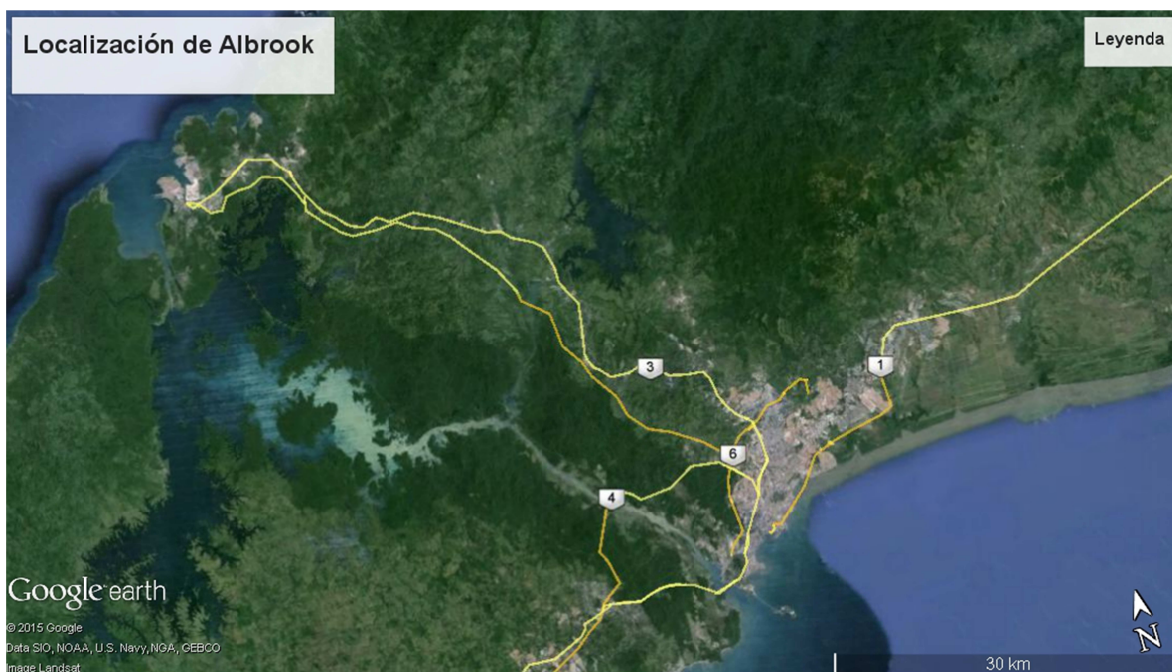 Localización de Albrook
Leyenda
3
1
6
4
Google earth
© 2015 Google
Data SIO, NOAA, U.S. Navy, NGA, GEBCO
Image Landsat
N
30 km